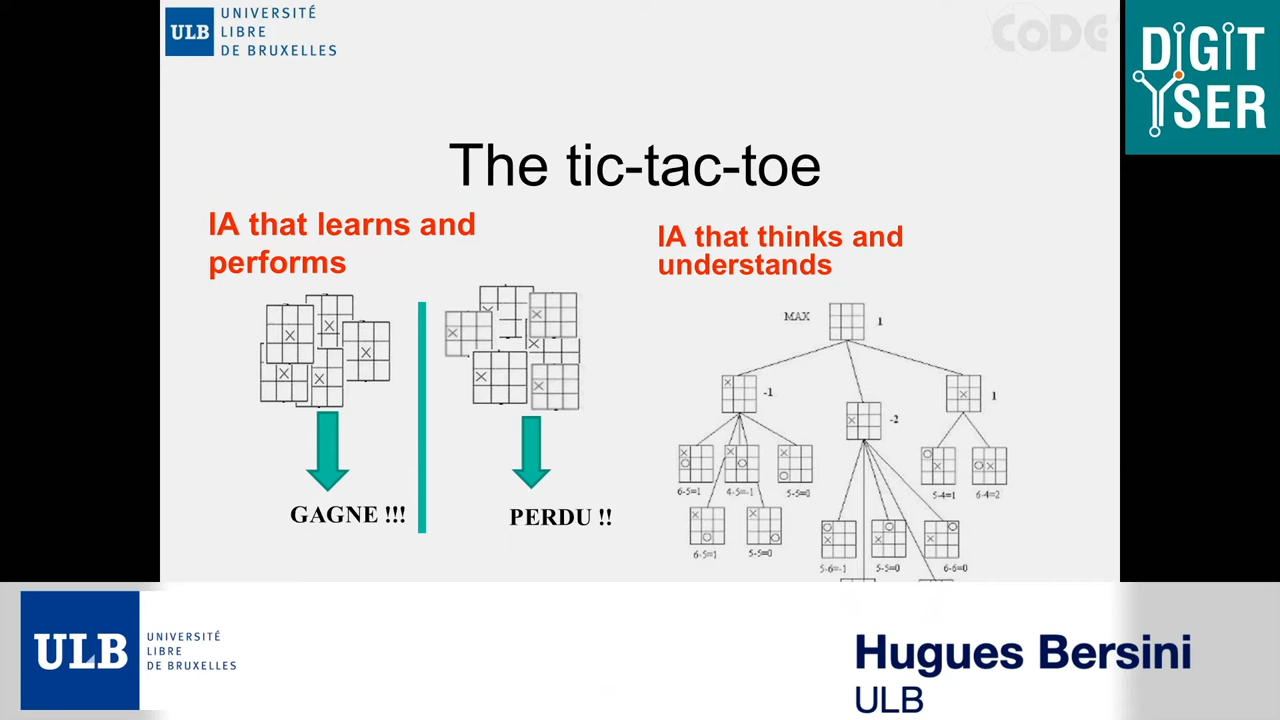 ULB
UNIVERSITÉ
LIBRE
DE BRUXELLES
CODE
DIGIT
YSER
The tic-tac-toe
IA that learns and
performs
IA that thinks and
understands
MAX
1
-1
-2
1
6-5=1
4-5=-1
5-5=0
5-4=1
6-4=2
6-5=1
5-5=0
5-6=-1
5-5=0
6-6=0
GAGNE !!!
PERDU !!
ULB
UNIVERSITÉ
LIBRE
DE BRUXELLES
Hugues Bersini
ULB